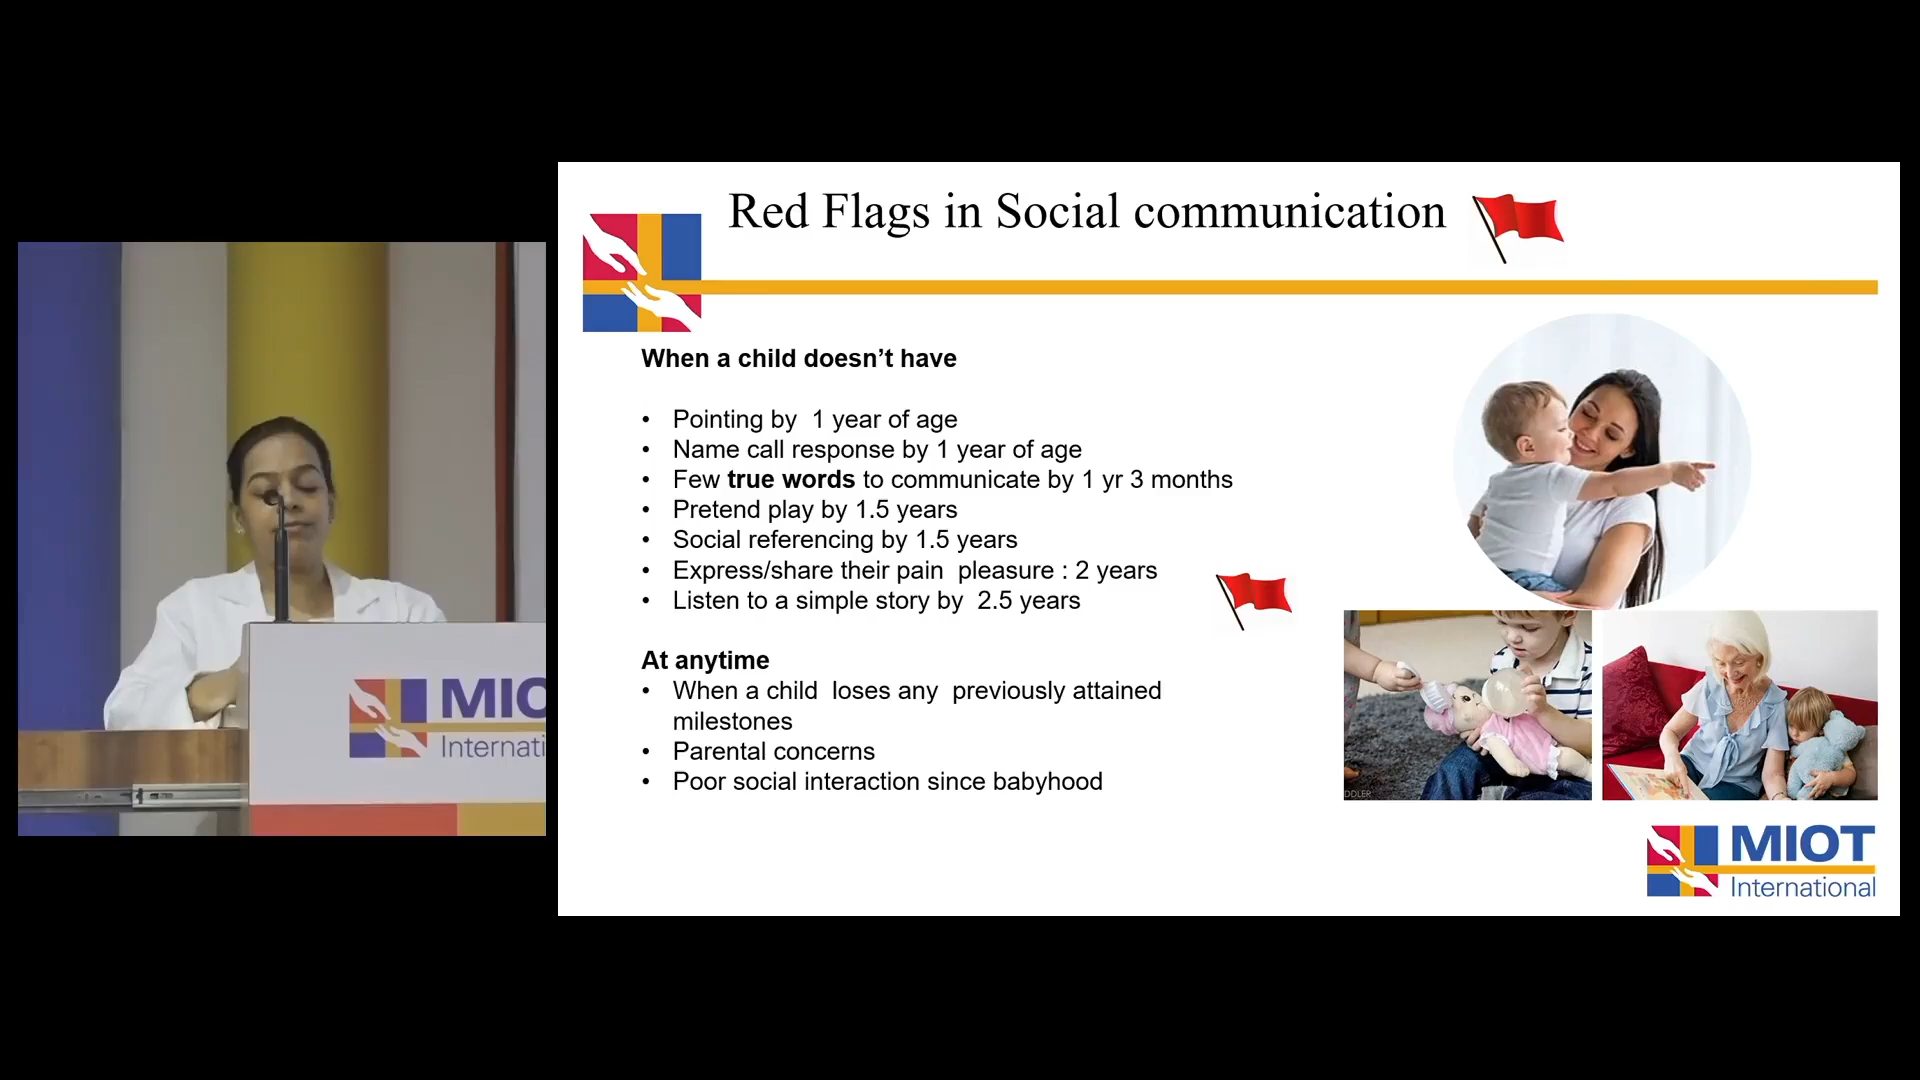 Red Flags in Social communication
When a child doesn’t have
• Pointing by 1 year of age
• Name call response by 1 year of age
• Few true words to communicate by 1 yr 3 months
• Pretend play by 1.5 years
• Social referencing by 1.5 years
• Express/share their pain pleasure : 2 years
• Listen to a simple story by 2.5 years
At anytime
• When a child loses any previously attained
milestones
• Parental concerns
• Poor social interaction since babyhood
DDLER
MIOT
International
MIO
Internati